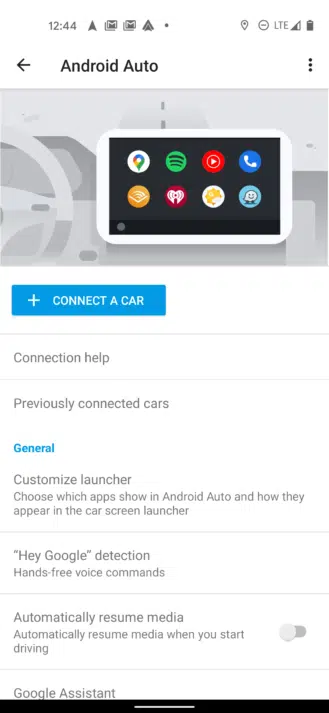 12:44
LTE
Android Auto
+ CONNECT A CAR
Connection help
Previously connected cars
General
Customize launcher
Choose which apps show in Android Auto and how they
appear in the car screen launcher
“Hey Google” detection
Hands-free voice commands
Automatically resume media
Automatically resume media when you start
driving
Google Assistant